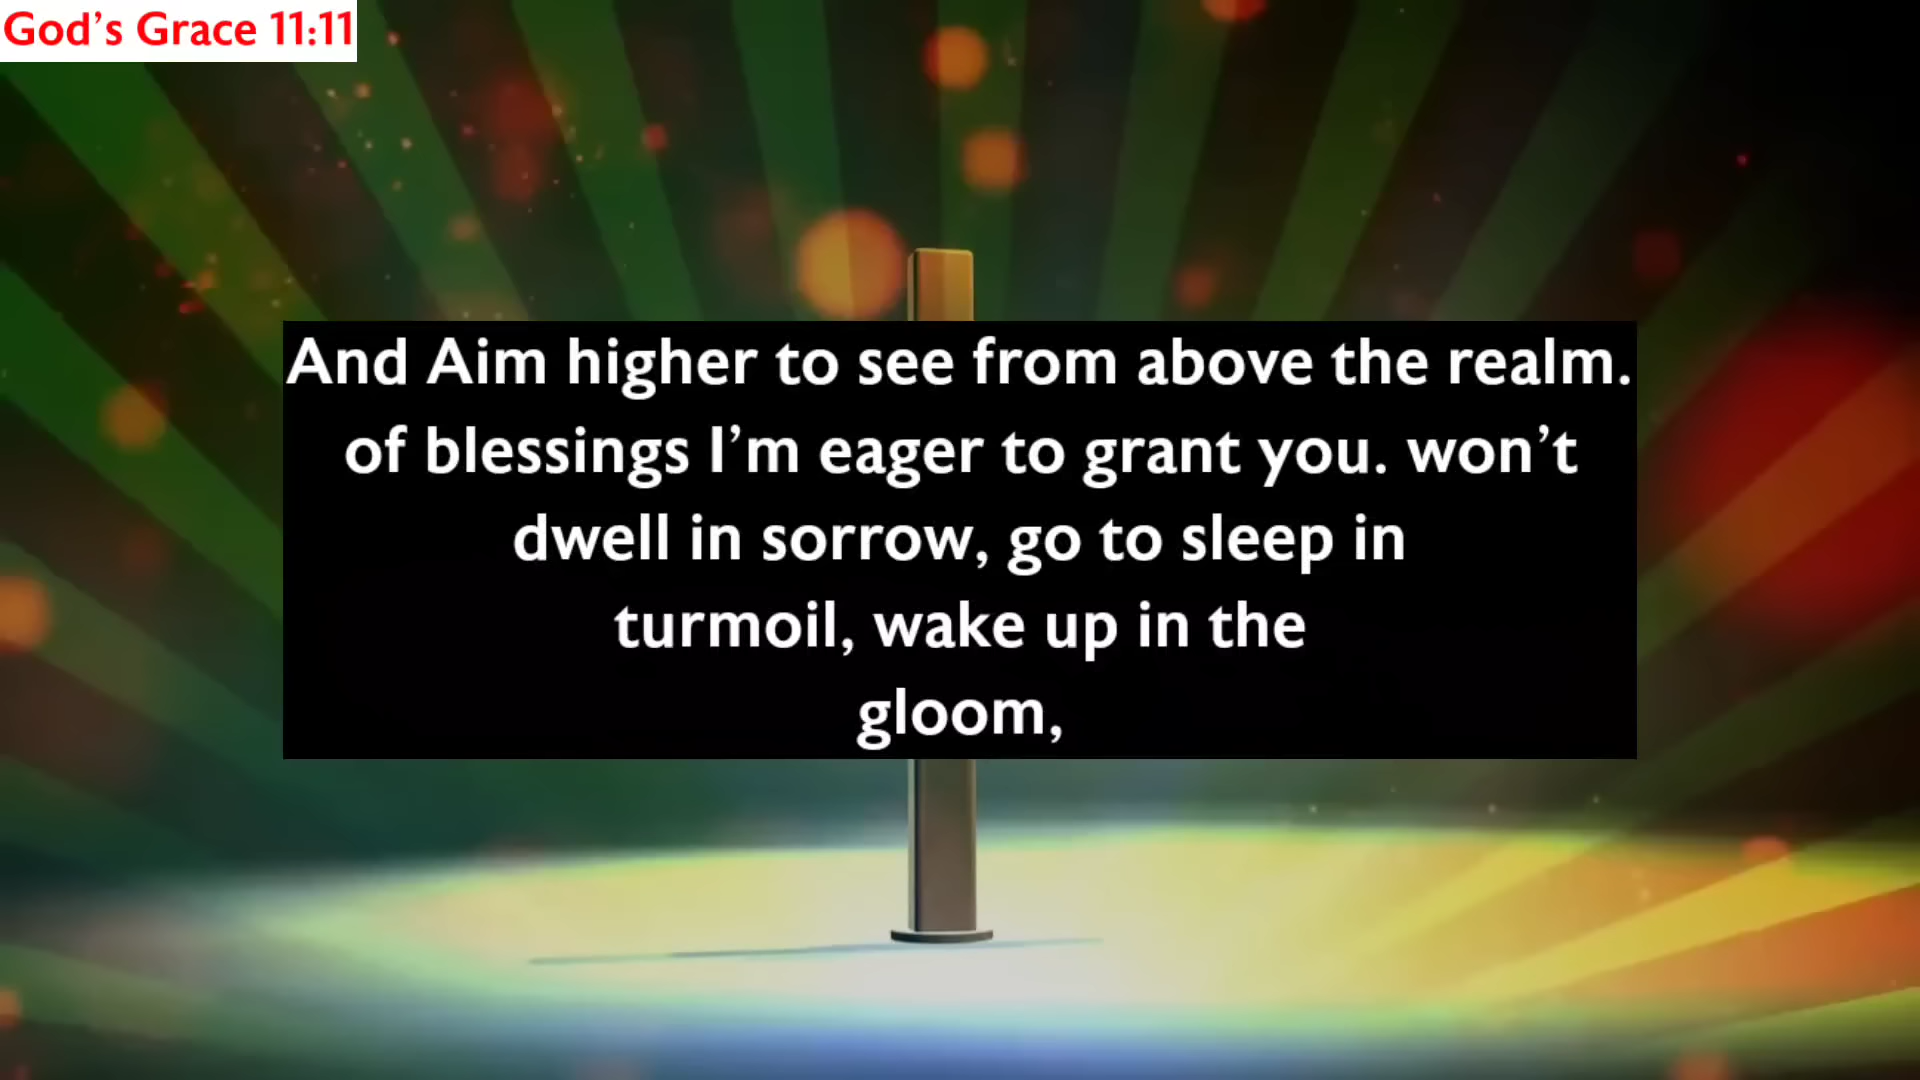 God’s Grace 11:11
And Aim higher to see from above the realm.
of blessings I’m eager to grant you. won’t
dwell in sorrow, go to sleep in
turmoil, wake up in the
gloom,